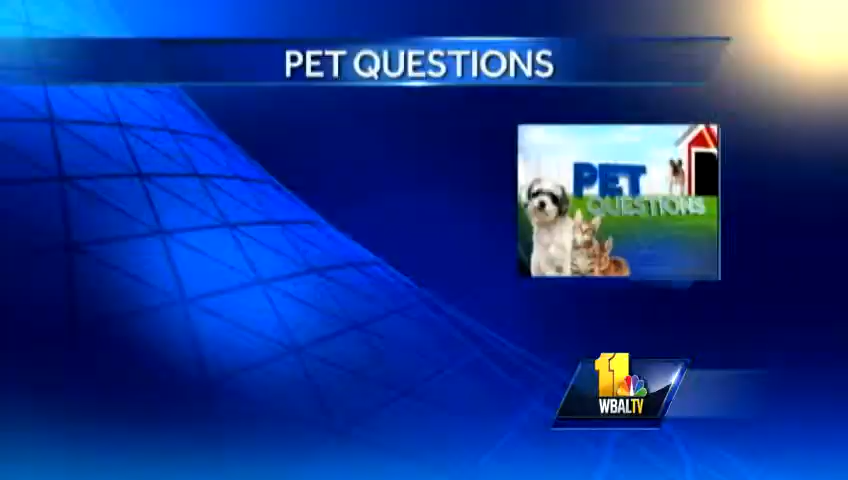 PET QUESTIONS
PET
QUESTIONS
11
WBALTV